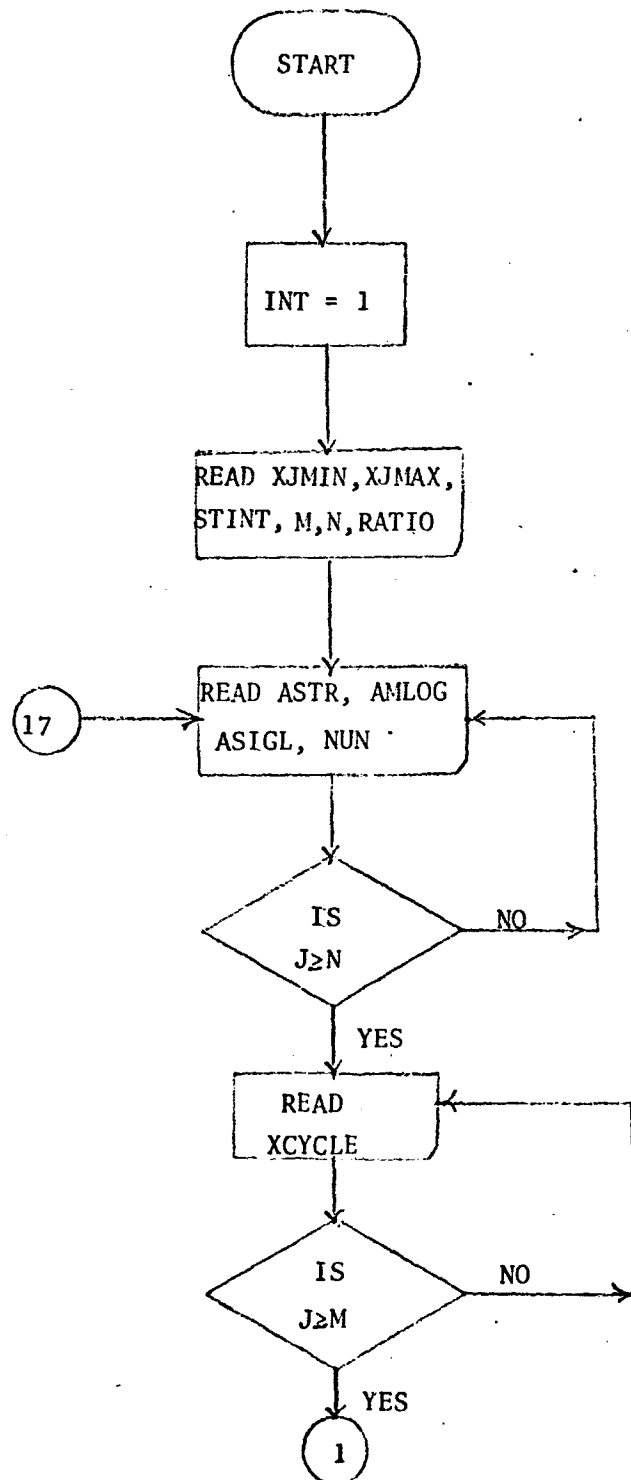 START
INT = 1
READ XJMIN,XJMAX,
STINT, M,N,RATIO
17
READ ASTR, AMLOG
ASIGL, NUN
IS
J≥N
NO
YES
READ
XCYCLE
IS
J≥M
NO
YES
1